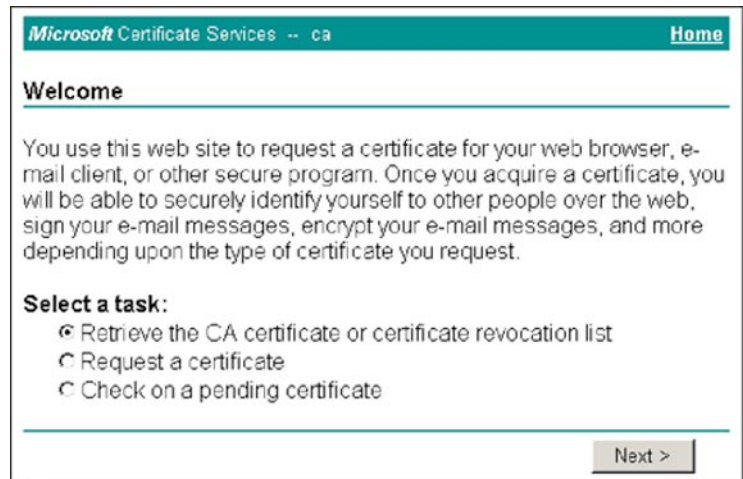 Microsoft Certificate Services -- ca Home
Welcome
You use this web site to request a certificate for your web browser, e-
mail client, or other secure program. Once you acquire a certificate, you
will be able to securely identify yourself to other people over the web,
sign your e-mail messages, encrypt your e-mail messages, and more
depending upon the type of certificate you request.
Select a task:
Retrieve the CA certificate or certificate revocation list
Request a certificate
Check on a pending certificate
Next >